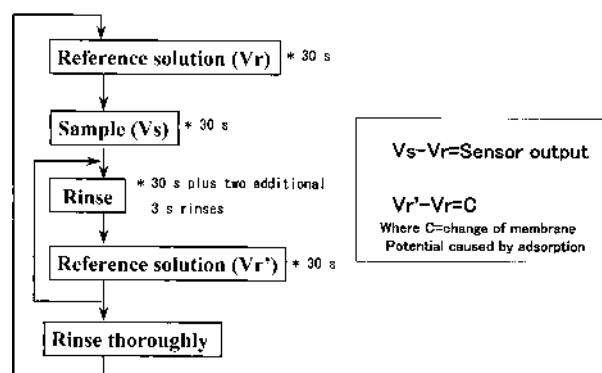 Reference solution (Vr) * 30 s
Sample (Vs) * 30 s
Rinse * 30 s plus two additional
3 s rinses
Reference solution (Vr') * 30 s
Rinse thoroughly
Vs-Vr=Sensor output
Vr'-Vr=C
Where C=change of membrane
Potential caused by adsorption